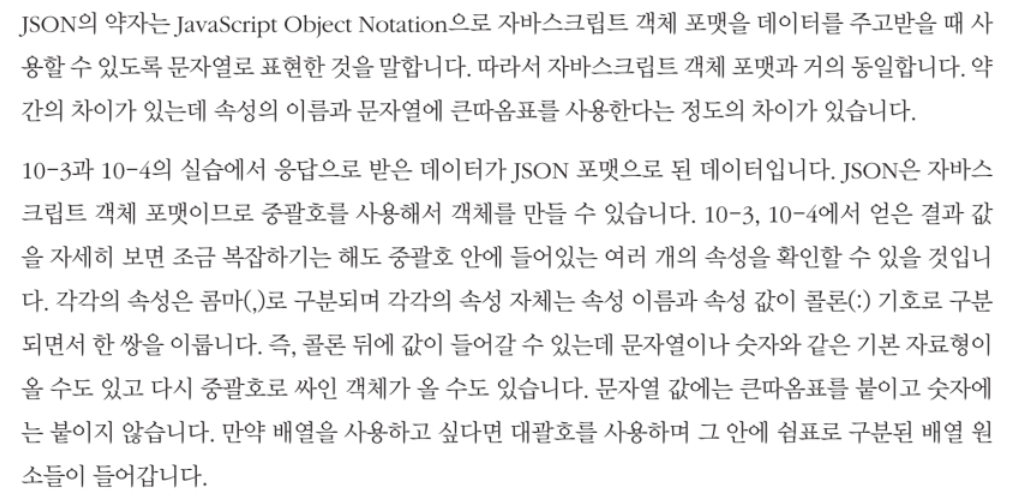 JSON의 약자는 JavaScript Object Notation으로 자바스크립트 객체 포맷을 데이터를 주고받을 때 사
용할 수 있도록 문자열로 표현한 것을 말합니다. 따라서 자바스크립트 객체 포맷과 거의 동일합니다. 약
간의 차이가 있는데 속성의 이름과 문자열에 큰따옴표를 사용한다는 정도의 차이가 있습니다.
10-3과 10-4의 실습에서 응답으로 받은 데이터가 JSON 포맷으로 된 데이터입니다. JSON은 자바스
크립트 객체 포맷이므로 중괄호를 사용해서 객체를 만들 수 있습니다. 10-3, 10-4에서 얻은 결과 값
을 자세히 보면 조금 복잡하기는 해도 중괄호 안에 들어있는 여러 개의 속성을 확인할 수 있을 것입니
다. 각각의 속성은 콤마(,)로 구분되며 각각의 속성 자체는 속성 이름과 속성 값이 콜론(:) 기호로 구분
되면서 한 쌍을 이룹니다. 즉, 콜론 뒤에 값이 들어갈 수 있는데 문자열이나 숫자와 같은 기본 자료형이
올 수도 있고 다시 중괄호로 싸인 객체가 올 수도 있습니다. 문자열 값에는 큰따옴표를 붙이고 숫자에
는 붙이지 않습니다. 만약 배열을 사용하고 싶다면 대괄호를 사용하며 그 안에 쉼표로 구분된 배열 원
소들이 들어갑니다.